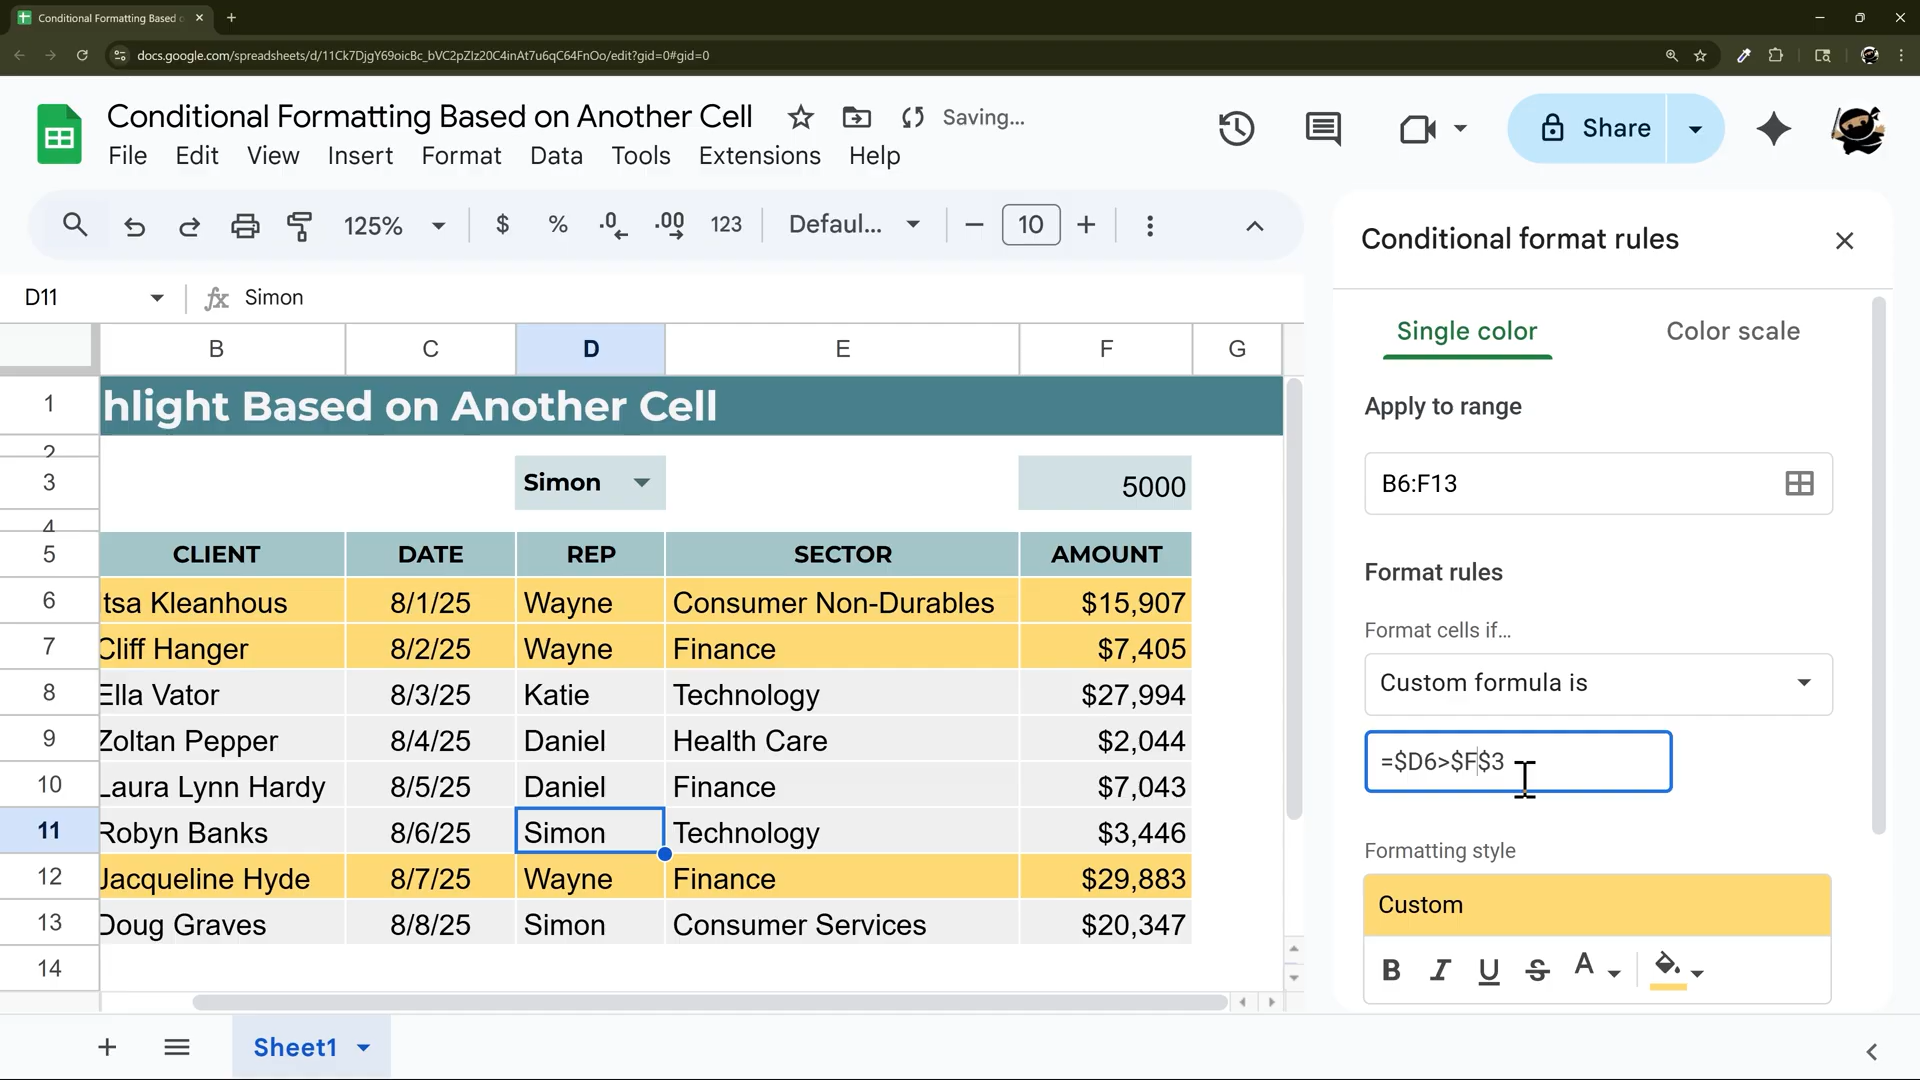 Conditional Formatting Based o
docs.google.com/spreadsheets/d/11Ck7DjgY69oicBc_bVC2pZIz20C4inAt7u6qC64FnOo/edit?gid=0#gid=0
Conditional Formatting Based on Another Cell Saving...
File Edit View Insert Format Data Tools Extensions Help
Share
125% $ % .0 .00 123 Defaul... 10
D11 Simon
B C D E F G
1 hlight Based on Another Cell
2
3 Simon 5000
4
5 CLIENT DATE REP SECTOR AMOUNT
6 Itsa Kleanhous 8/1/25 Wayne Consumer Non-Durables $15,907
7 Cliff Hanger 8/2/25 Wayne Finance $7,405
8 Ella Vator 8/3/25 Katie Technology $27,994
9 Zoltan Pepper 8/4/25 Daniel Health Care $2,044
10 Laura Lynn Hardy 8/5/25 Daniel Finance $7,043
11 Robyn Banks 8/6/25 Simon Technology $3,446
12 Jacqueline Hyde 8/7/25 Wayne Finance $29,883
13 Doug Graves 8/8/25 Simon Consumer Services $20,347
14
Sheet1
Conditional format rules
Single color Color scale
Apply to range
B6:F13
Format rules
Format cells if…
Custom formula is
=$D6>$F$3
Formatting style
Custom
B I U S A